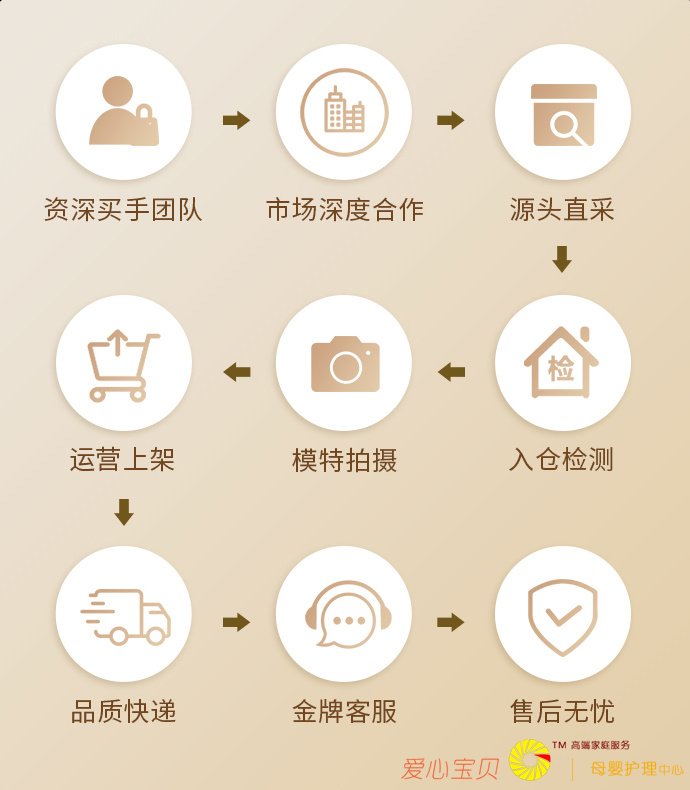 资深买手团队
市场深度合作
源头直采
检
入仓检测
模特拍摄
运营上架
品质快递
金牌客服
售后无忧
爱心宝贝
TM 高端家庭服务
母婴护理中心